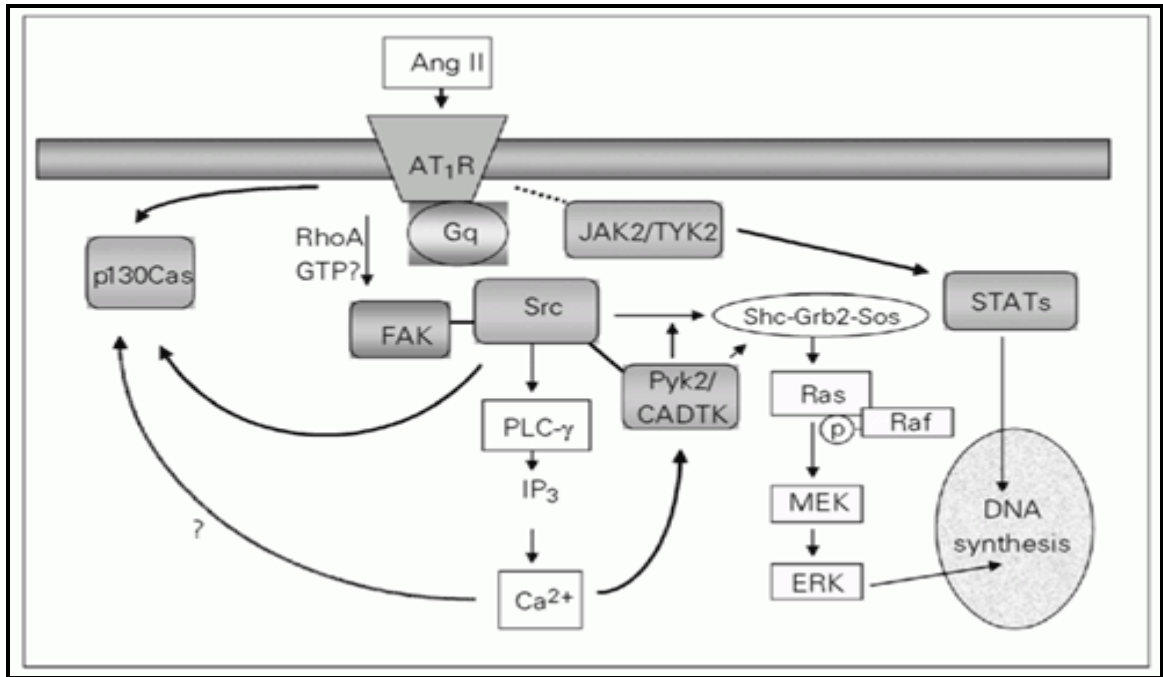 Ang II
AT₁R
Gq
JAK2/TYK2
RhoA
GTP?
p130Cas
FAK
Src
Shc-Grb2-Sos
STATs
Pyk2/
CADTK
PLC-γ
IP₃
Ca²⁺
?
Ras
Raf
p
MEK
ERK
DNA
synthesis